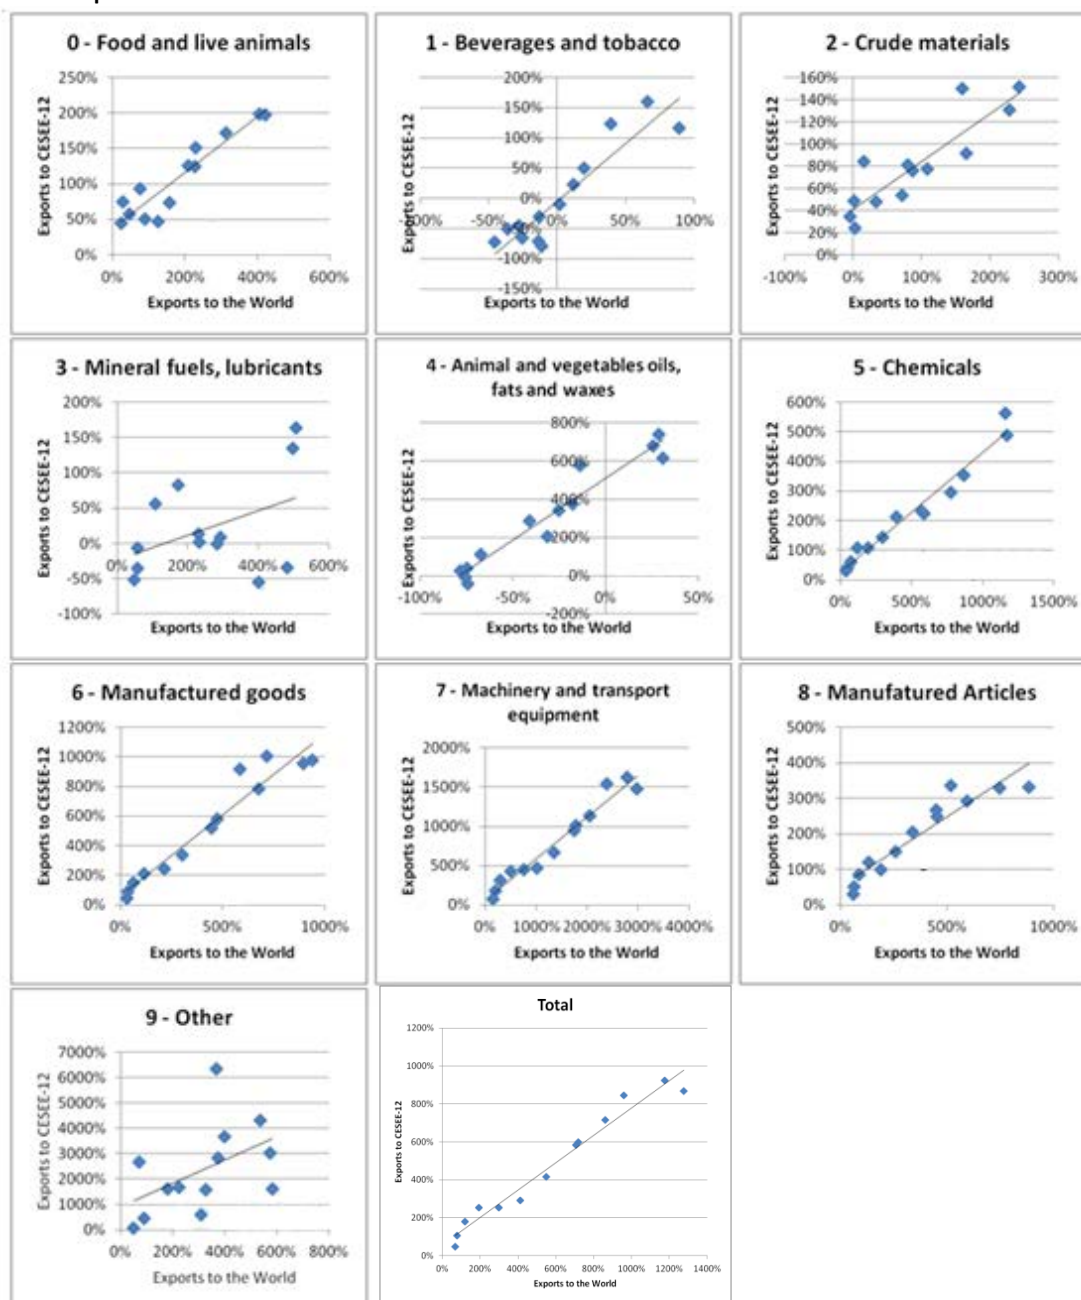 0 - Food and live animals
250%
200%
150%
100%
50%
0%
0% 200% 400% 600%
Exports to CESEE-12
Exports to the World
1 - Beverages and tobacco
200%
150%
100%
50%
0%
-50%
-100%
-150%
-100% -50% 0% 50% 100%
Exports to CESEE-12
Exports to the World
2 - Crude materials
160%
140%
120%
100%
80%
60%
40%
20%
0%
-100% 0% 100% 200% 300%
Exports to CESEE-12
Exports to the World
3 - Mineral fuels, lubricants
200%
150%
100%
50%
0%
-50%
-100%
0% 200% 400% 600%
Exports to CESEE-12
Exports to the World
4 - Animal and vegetables oils,
fats and waxes
800%
600%
400%
200%
0%
-200%
-100% -50% 0% 50%
Exports to CESEE-12
Exports to the World
5 - Chemicals
600%
500%
400%
300%
200%
100%
0%
0% 500% 1000% 1500%
Exports to CESEE-12
Exports to the World
6 - Manufactured goods
1200%
1000%
800%
600%
400%
200%
0%
0% 500% 1000%
Exports to CESEE-12
Exports to the World
7 - Machinery and transport
equipment
2000%
1500%
1000%
500%
0%
0% 1000% 2000% 3000% 4000%
Exports to CESEE-12
Exports to the World
8 - Manufatured Articles
500%
400%
300%
200%
100%
0%
0% 500% 1000%
Exports to CESEE-12
Exports to the World
9 - Other
7000%
6000%
5000%
4000%
3000%
2000%
1000%
0%
0% 200% 400% 600% 800%
Exports to CESEE-12
Exports to the World
Total
1200%
1000%
800%
600%
400%
200%
0%
0% 200% 400% 600% 800% 1000% 1200% 1400%
Exports to CESEE-12
Exports to the World